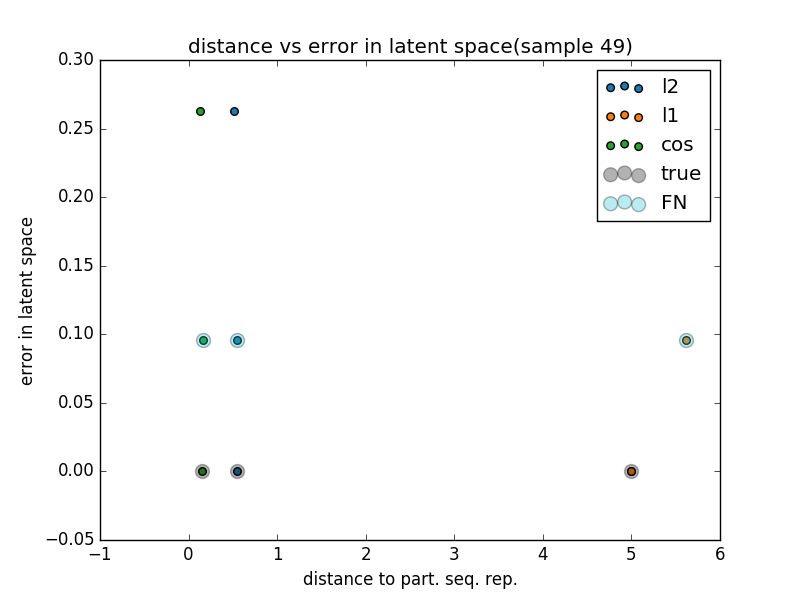 distance vs error in latent space(sample 49)
0.30
0.25
0.20
0.15
0.10
0.05
0.00
−0.05
error in latent space
l2
l1
cos
true
FN
−1 0 1 2 3 4 5 6
distance to part. seq. rep.